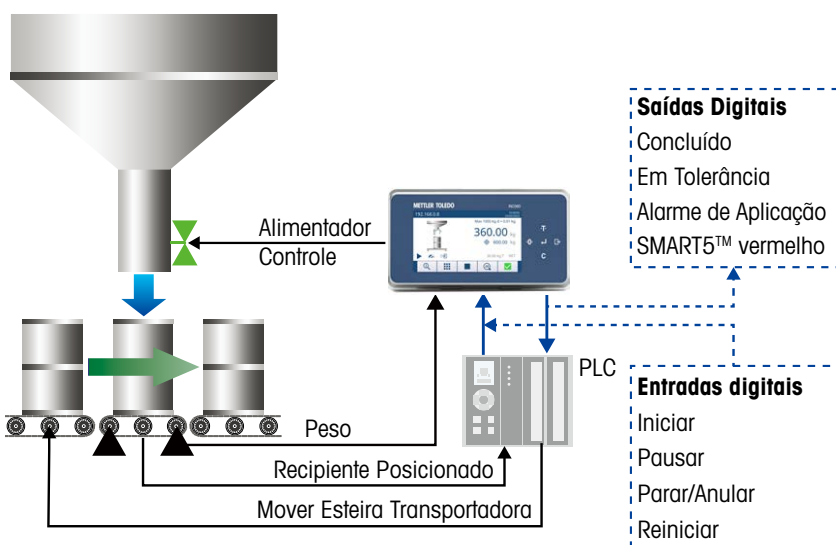 Saídas Digitais
Concluído
Em Tolerância
Alarme de Aplicação
SMART5™ vermelho
METTLER TOLEDO
360.00 kg
Alimentador
Controle
C
PLC
Entradas digitais
Iniciar
Pausar
Parar/Anular
Reiniciar
Peso
Recipiente Posicionado
Mover Esteira Transportadora